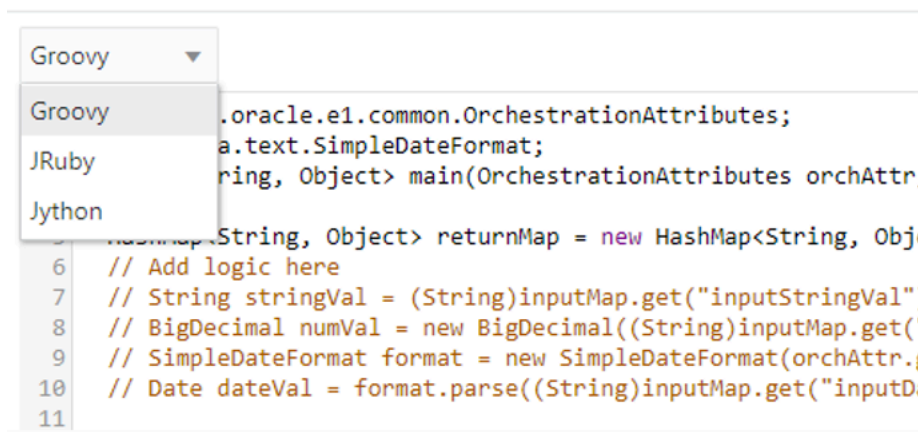 Groovy
Groovy
JRuby
Jython
.oracle.e1.common.OrchestrationAttributes;
a.text.SimpleDateFormat;
ring, Object> main(OrchestrationAttributes orchAttr,
HashMap<String, Object> returnMap = new HashMap<String, Obj
6 // Add logic here
7 // String stringVal = (String)inputMap.get("inputStringVal"
8 // BigDecimal numVal = new BigDecimal((String)inputMap.get(
9 // SimpleDateFormat format = new SimpleDateFormat(orchAttr.
10 // Date dateVal = format.parse((String)inputMap.get("inputDa
11